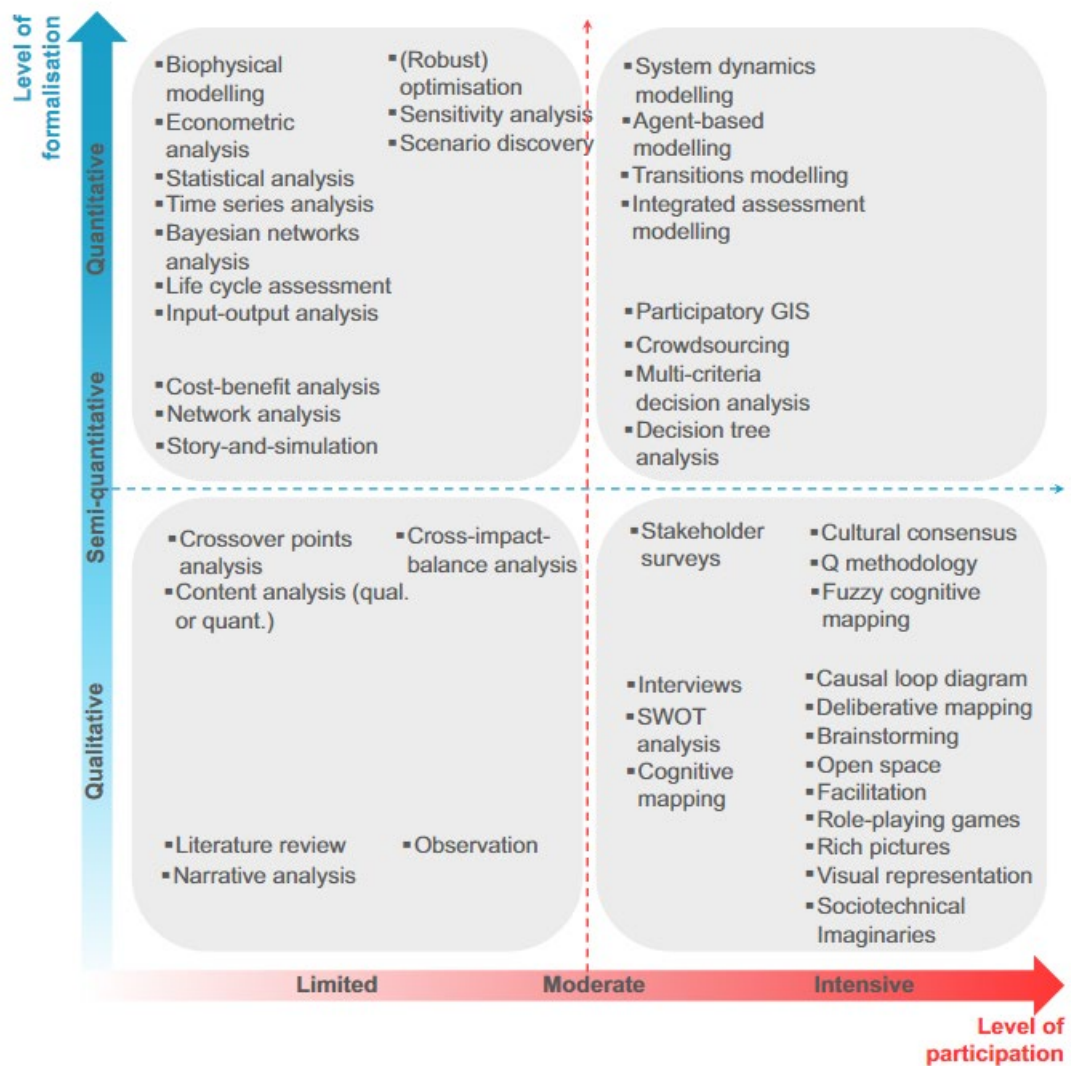 Level of
formalisation
Quantitative
Semi-quantitative
Qualitative
▪Biophysical
modelling
▪Econometric
analysis
▪Statistical analysis
▪Time series analysis
▪Bayesian networks
analysis
▪Life cycle assessment
▪Input-output analysis
▪Cost-benefit analysis
▪Network analysis
▪Story-and-simulation
▪(Robust)
optimisation
▪Sensitivity analysis
▪Scenario discovery
▪System dynamics
modelling
▪Agent-based
modelling
▪Transitions modelling
▪Integrated assessment
modelling
▪Participatory GIS
▪Crowdsourcing
▪Multi-criteria
decision analysis
▪Decision tree
analysis
▪Crossover points
analysis
▪Content analysis (qual.
or quant.)
▪Literature review
▪Narrative analysis
▪Cross-impact-
balance analysis
▪Observation
▪Stakeholder
surveys
▪Interviews
▪SWOT
analysis
▪Cognitive
mapping
▪Cultural consensus
▪Q methodology
▪Fuzzy cognitive
mapping
▪Causal loop diagram
▪Deliberative mapping
▪Brainstorming
▪Open space
▪Facilitation
▪Role-playing games
▪Rich pictures
▪Visual representation
▪Sociotechnical
Imaginaries
Limited
Moderate
Intensive
Level of
participation